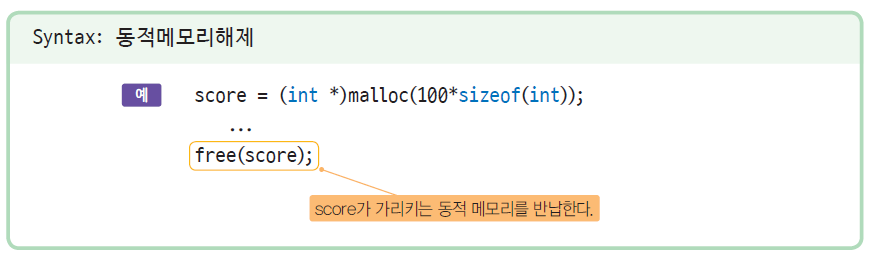 Syntax: 동적메모리해제
예 score = (int *)malloc(100*sizeof(int));
...
free(score);
score가 가리키는 동적 메모리를 반납한다.